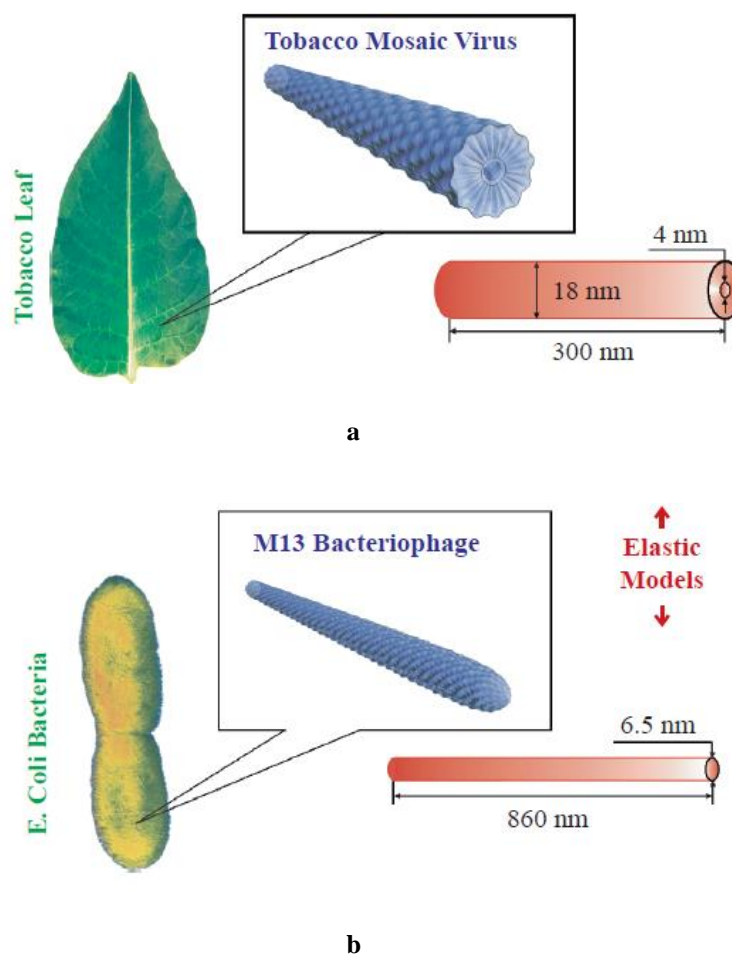 Tobacco Mosaic Virus
Tobacco Leaf
4 nm
18 nm
300 nm
a
M13 Bacteriophage
Elastic
Models
E. Coli Bacteria
6.5 nm
860 nm
b